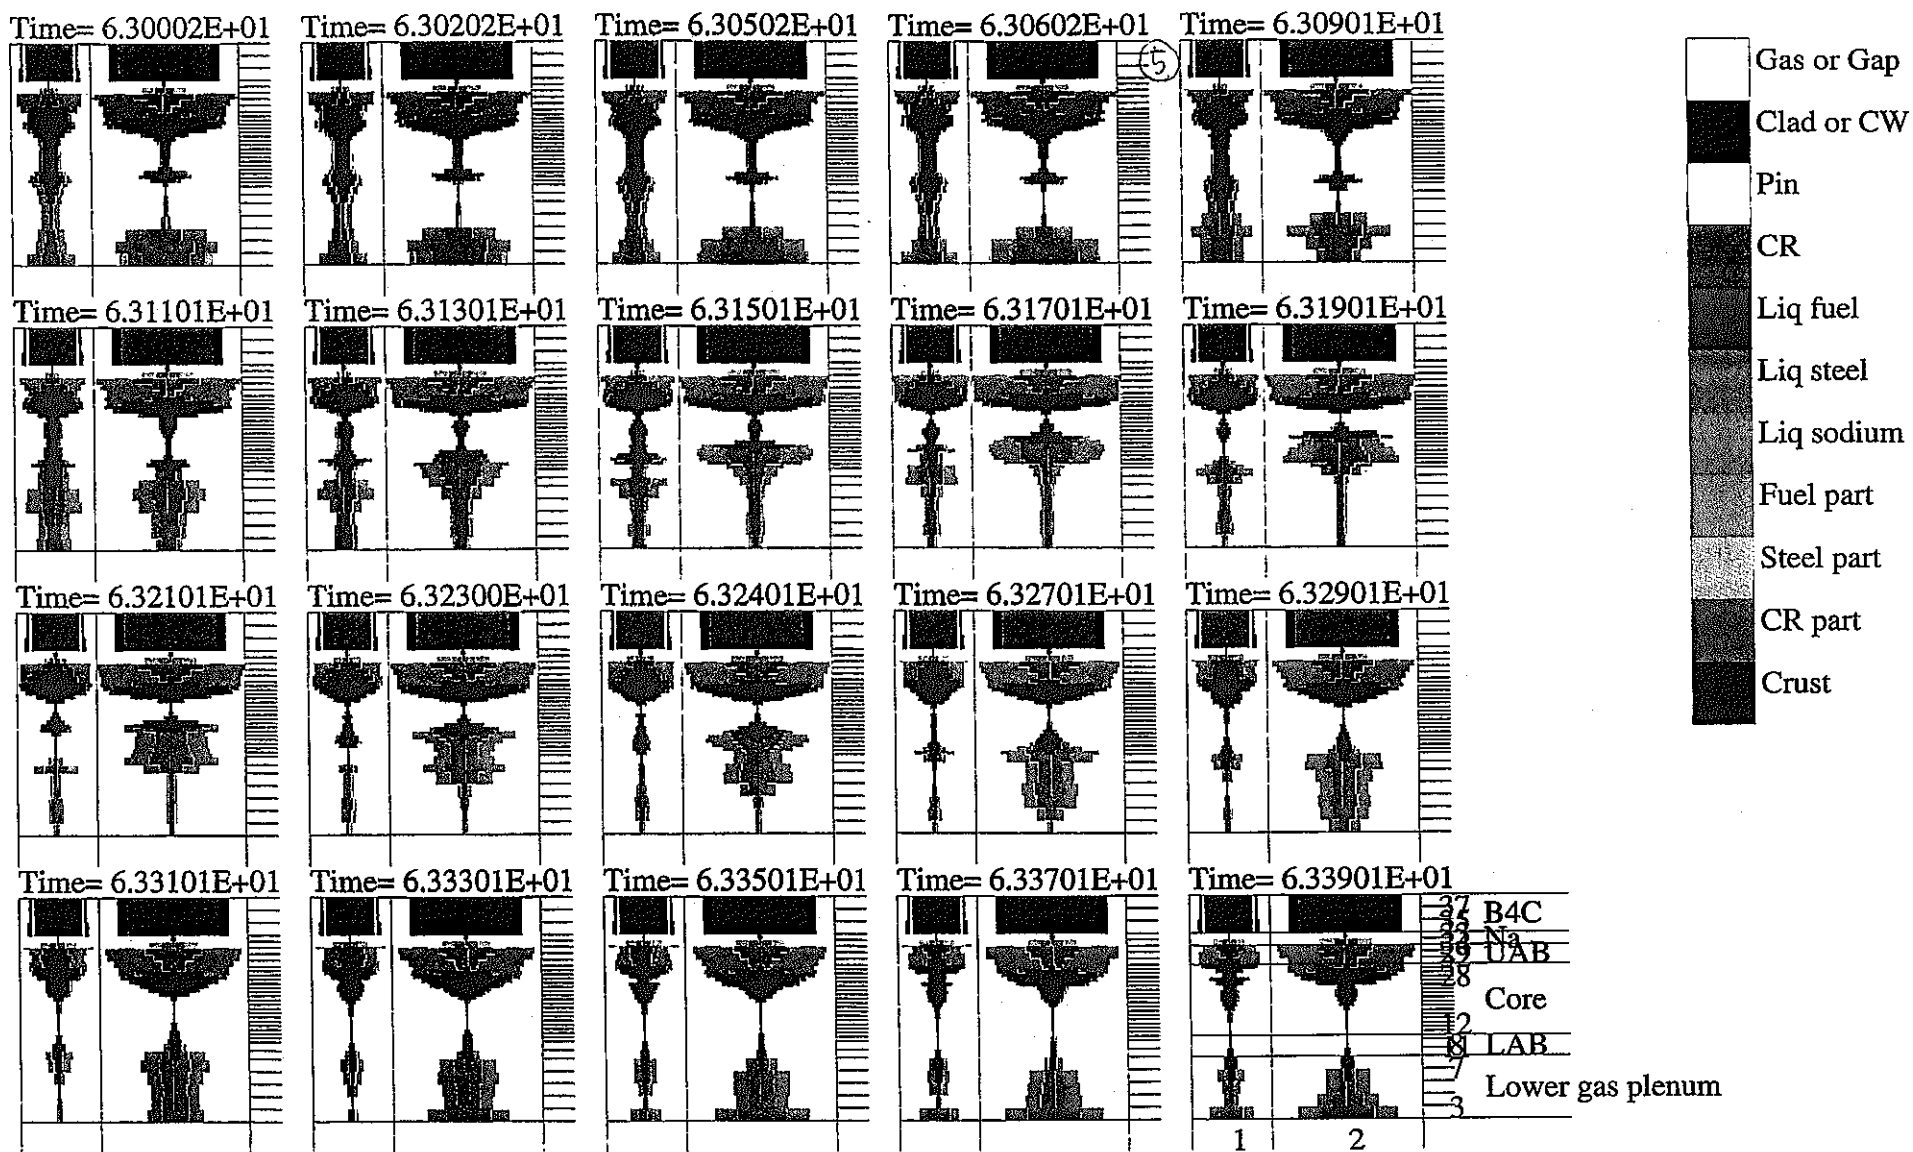 Time= 6.30002E+01
Time= 6.30202E+01
Time= 6.30502E+01
Time= 6.30602E+01
Time= 6.30901E+01
5
Time= 6.31101E+01
Time= 6.31301E+01
Time= 6.31501E+01
Time= 6.31701E+01
Time= 6.31901E+01
Time= 6.32101E+01
Time= 6.32300E+01
Time= 6.32401E+01
Time= 6.32701E+01
Time= 6.32901E+01
Time= 6.33101E+01
Time= 6.33301E+01
Time= 6.33501E+01
Time= 6.33701E+01
Time= 6.33901E+01
37
B4C
Na
29 UAB
28
Core
12
LAB
7
Lower gas plenum
3
1
2
Gas or Gap
Clad or CW
Pin
CR
Liq fuel
Liq steel
Liq sodium
Fuel part
Steel part
CR part
Crust